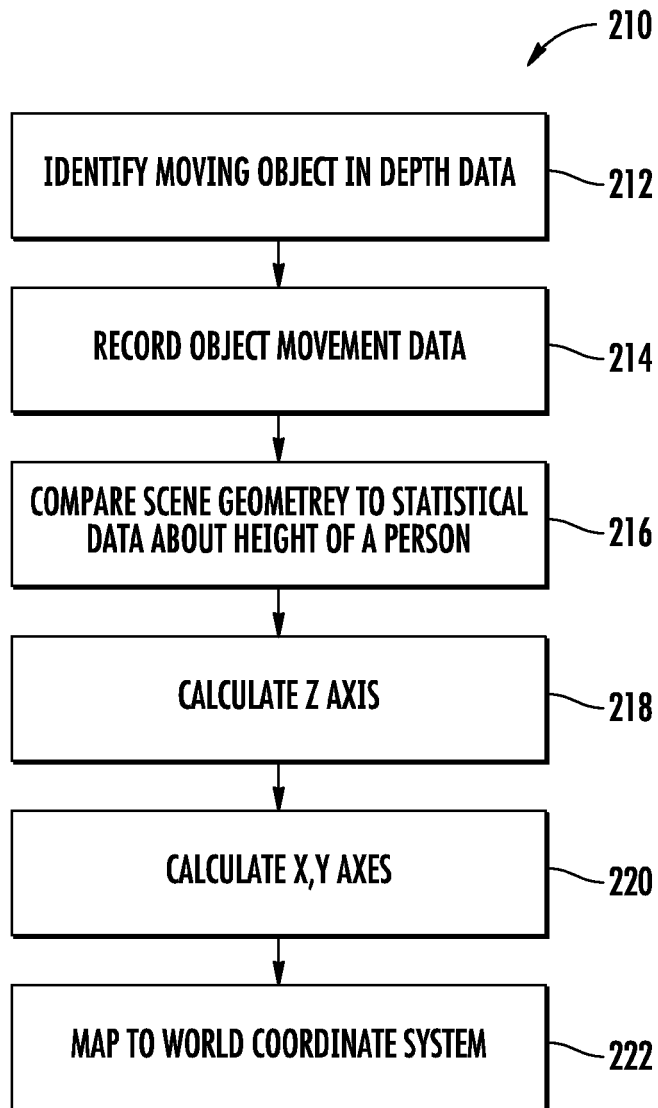 210
IDENTIFY MOVING OBJECT IN DEPTH DATA
212
RECORD OBJECT MOVEMENT DATA
214
COMPARE SCENE GEOMETREY TO STATISTICAL
DATA ABOUT HEIGHT OF A PERSON
216
CALCULATE Z AXIS
218
CALCULATE X,Y AXES
220
MAP TO WORLD COORDINATE SYSTEM
222